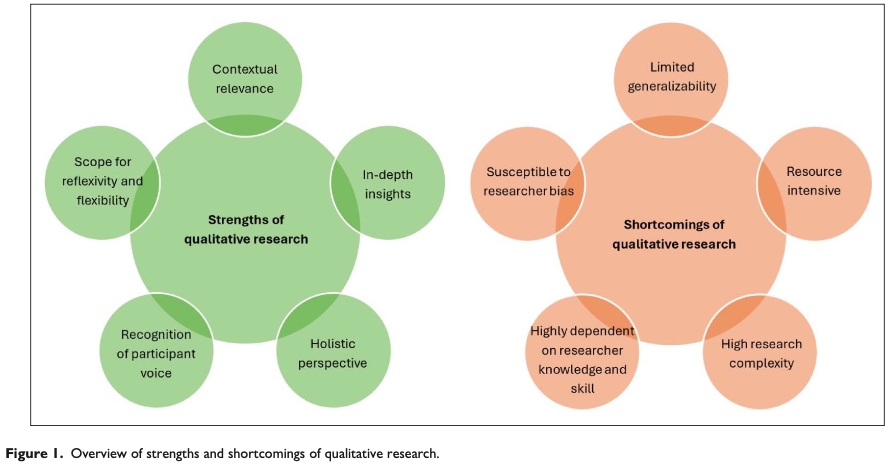 Contextual
relevance
In-depth
insights
Holistic
perspective
Recognition
of participant
voice
Scope for
reflexivity and
flexibility
Strengths of
qualitative research
Limited
generalizability
Resource
intensive
High research
complexity
Highly dependent
on researcher
knowledge and
skill
Susceptible to
researcher bias
Shortcomings of
qualitative research
Figure 1. Overview of strengths and shortcomings of qualitative research.